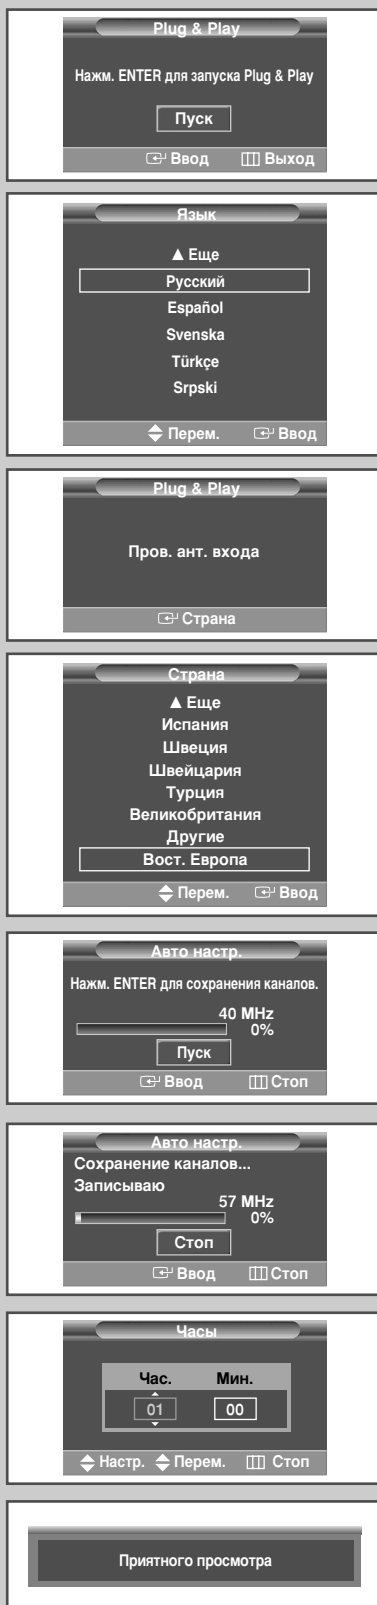 Plug & Play
Нажм. ENTER для запуска Plug & Play
Пуск
Ввод Выход
Язык
▲ Еще
Русский
Español
Svenska
Türkçe
Srpski
Перем. Ввод
Plug & Play
Пров. ант. входа
Страна
Страна
▲ Еще
Испания
Швеция
Швейцария
Турция
Великобритания
Другие
Вост. Европа
Перем. Ввод
Авто настр.
Нажм. ENTER для сохранения каналов.
40 MHz
0%
Пуск
Ввод Стоп
Авто настр.
Сохранение каналов...
Записываю
57 MHz
0%
Стоп
Ввод Стоп
Часы
Час. Мин.
01 00
Настр. Перем. Стоп
Приятного просмотра